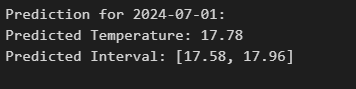 Prediction for 2024-07-01:
Predicted Temperature: 17.78
Predicted Interval: [17.58, 17.96]